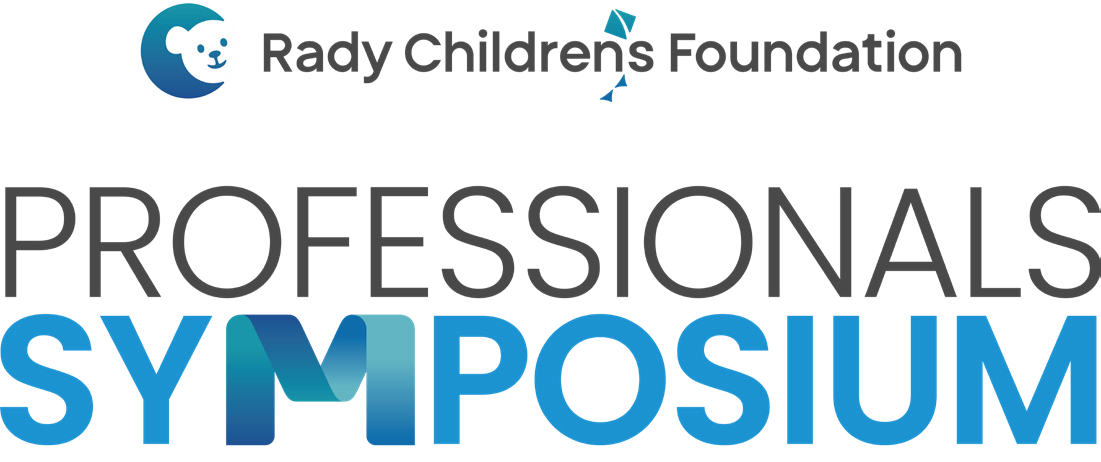 Rady Children's Foundation
PROFESSIONALS
SYMPOSIUM